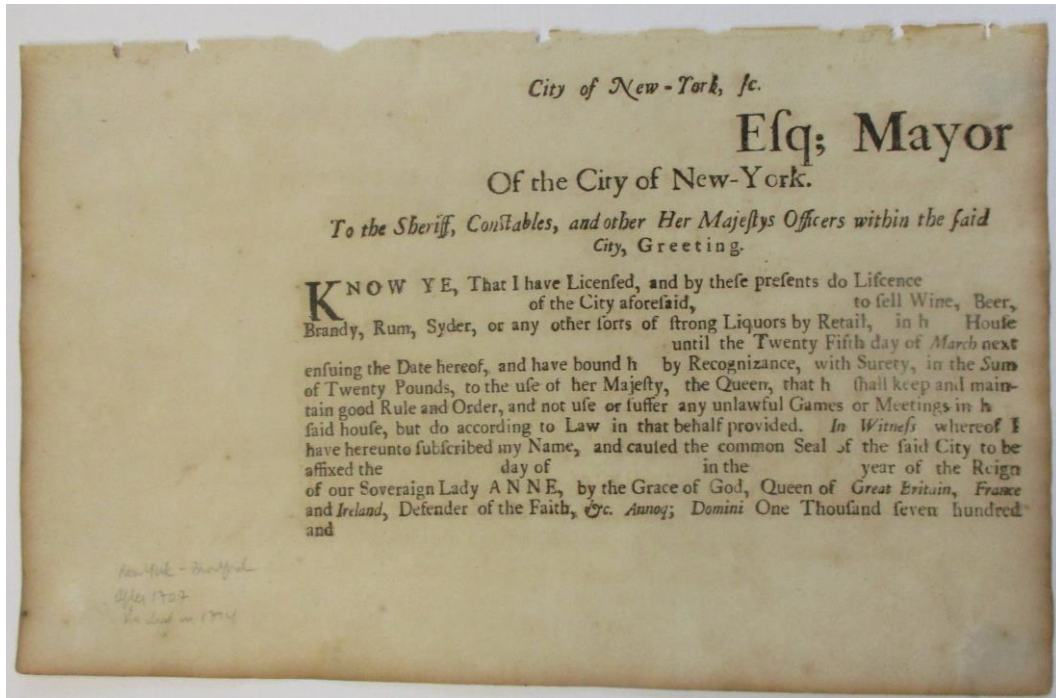 City of New-York, ſc.
Eſq; Mayor
Of the City of New-York.
To the Sheriff, Conſtables, and other Her Majeſtys Officers within the ſaid
City, Greeting.
KNOW YE, That I have Licenſed, and by theſe preſents do Liſcence
of the City aforeſaid, to ſell Wine, Beer,
Brandy, Rum, Syder, or any other ſorts of ſtrong Liquors by Retail, in h Houſe
until the Twenty Fifth day of March next
enſuing the Date hereof, and have bound h by Recognizance, with Surety, in the Sum
of Twenty Pounds, to the uſe of her Majeſty, the Queen, that h ſhall keep and main-
tain good Rule and Order, and not uſe or ſuffer any unlawful Games or Meetings in h
ſaid houſe, but do according to Law in that behalf provided. In Witneſs whereof I
have hereunto ſubſcribed my Name, and cauſed the common Seal of the ſaid City to be
affixed the day of in the year of the Reign
of our Soveraign Lady ANNE, by the Grace of God, Queen of Great Britain, France
and Ireland, Defender of the Faith, &c. Annoq; Domini One Thouſand ſeven hundred
and
New York - Bradford
After 1707